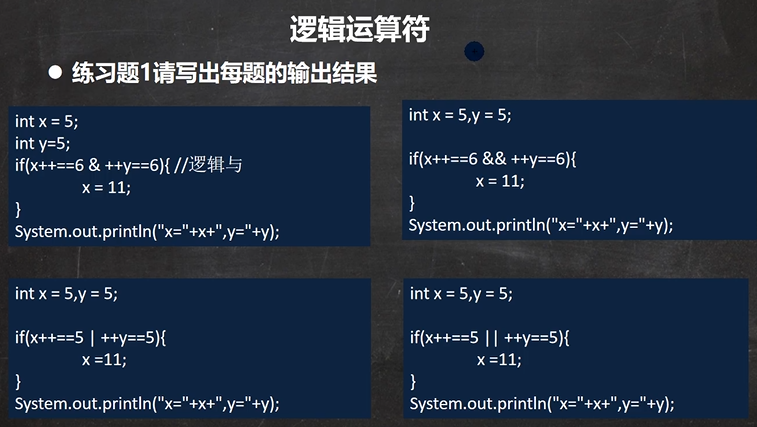 逻辑运算符
练习题1请写出每题的输出结果
int x = 5;
int y=5;
if(x++==6 & ++y==6){ //逻辑与
x = 11;
}
System.out.println("x="+x+",y="+y);
int x = 5,y = 5;
if(x++==6 && ++y==6){
x = 11;
}
System.out.println("x="+x+",y="+y);
int x = 5,y = 5;
if(x++==5 | ++y==5){
x =11;
}
System.out.println("x="+x+",y="+y);
int x = 5,y = 5;
if(x++==5 || ++y==5){
x =11;
}
System.out.println("x="+x+",y="+y);